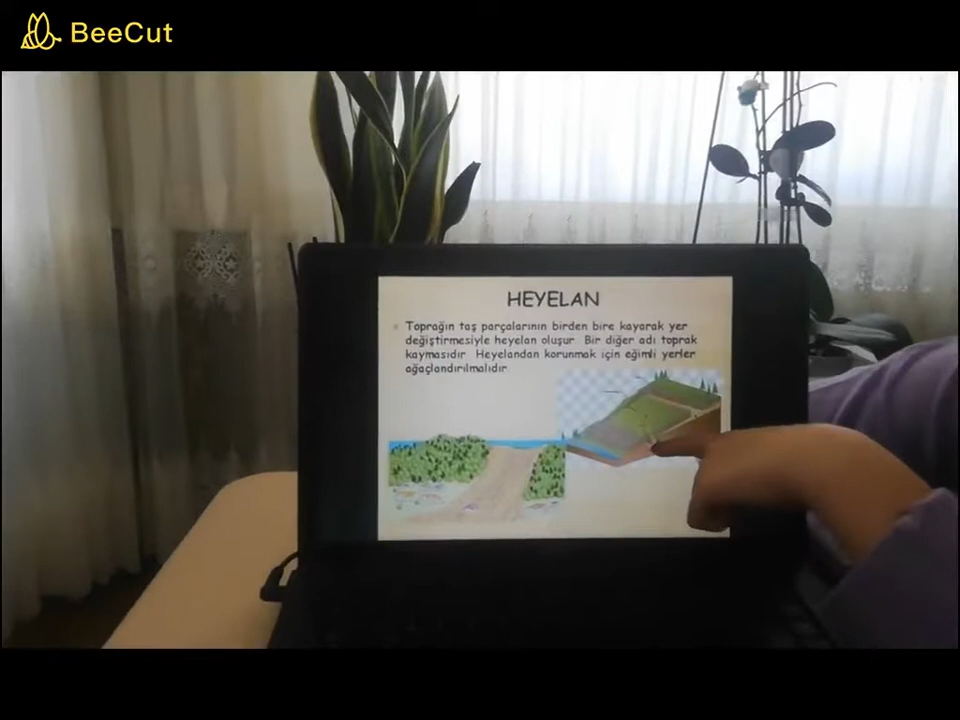 BeeCut
HEYELAN
Toprağın taş parçalarının birden bire kayarak yer
değiştirmesiyle heyelan oluşur. Bir diğer adı toprak
kaymasıdır. Heyelandan korunmak için eğimli yerler
ağaçlandırılmalıdır.